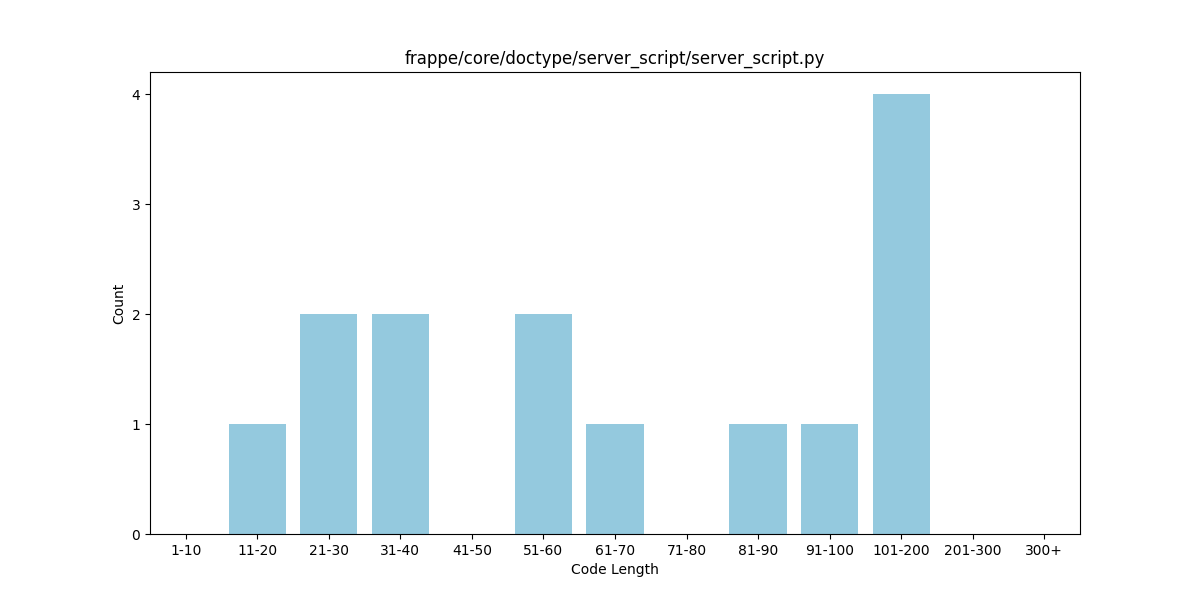 frappe/core/doctype/server_script/server_script.py
Count
4
3
2
1
0
1-10 11-20 21-30 31-40 41-50 51-60 61-70 71-80 81-90 91-100 101-200 201-300 300+
Code Length